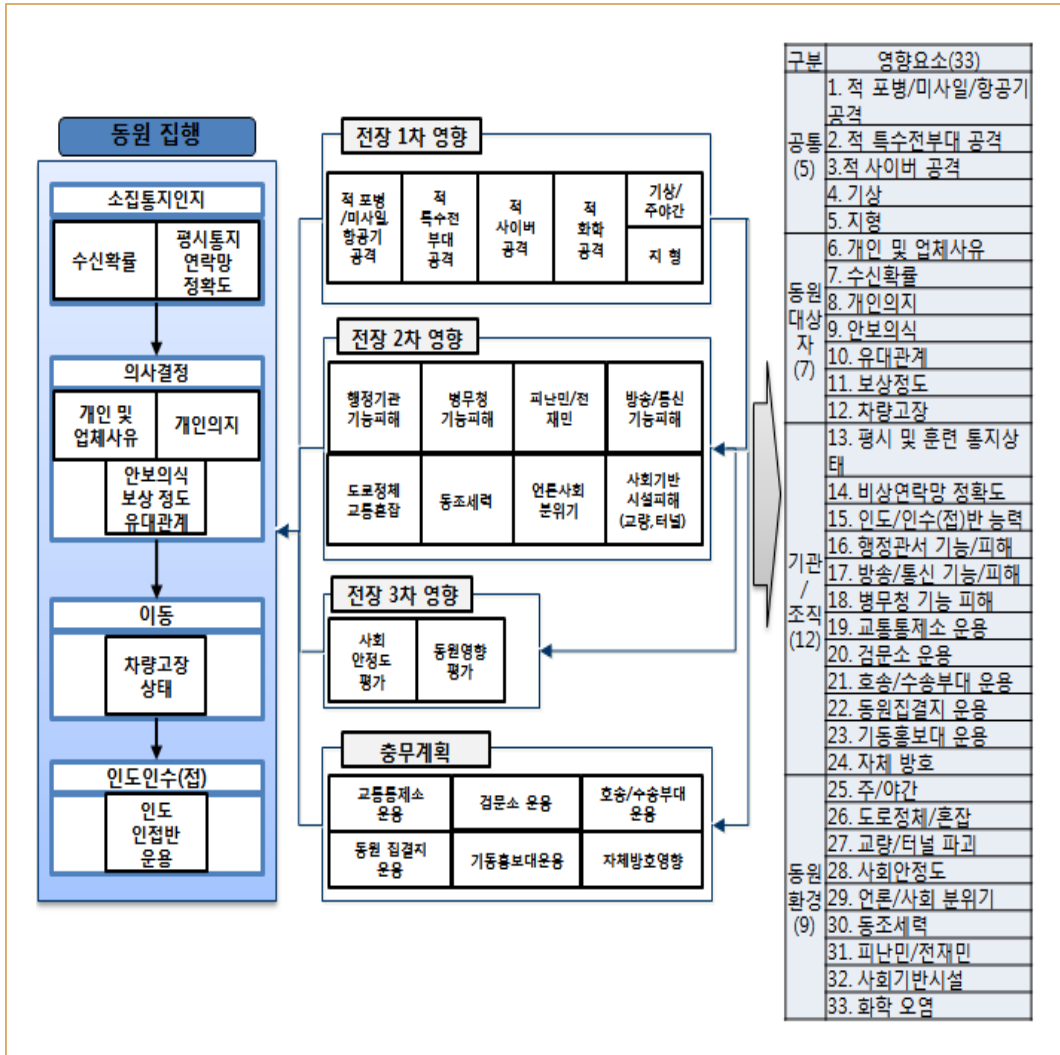 동원 집행
소집통지인지
수신확률
평시통지
연락망
정확도
의사결정
개인 및
업체사유
개인의지
안보의식
보상 정도
유대관계
이동
차량고장
상태
인도인수(접)
인도
인접반
운용
전장 1차 영향
적 포병
/미사일,
항공기
공격
적
특수전
부대
공격
적
사이버
공격
적
화학
공격
기상/
주야간
지 형
전장 2차 영향
행정기관
기능피해
병무청
기능피해
피난민/전
재민
방송/통신
기능피해
도로정체
교통혼잡
동조세력
언론사회
분위기
사회기반
시설피해
(교량,터널)
전장 3차 영향
사회
안정도
평가
동원영향
평가
충무계획
교통통제소
운용
검문소 운용
호송/수송부대
운용
동원 집결지
운용
기동홍보대운용
자체방호영향
구분 영향요소(33)
공통
(5)
1. 적 포병/미사일/항공기
공격
2. 적 특수전부대 공격
3.적 사이버 공격
4. 기상
5. 지형
동원
대상
자
(7)
6. 개인 및 업체사유
7. 수신확률
8. 개인의지
9. 안보의식
10. 유대관계
11. 보상정도
12. 차량고장
기관
/
조직
(12)
13. 평시 및 훈련 통지상
태
14. 비상연락망 정확도
15. 인도/인수(접)반 능력
16. 행정관서 기능/피해
17. 방송/통신 기능/피해
18. 병무청 기능 피해
19. 교통통제소 운용
20. 검문소 운용
21. 호송/수송부대 운용
22. 동원집결지 운용
23. 기동홍보대 운용
24. 자체 방호
동원
환경
(9)
25. 주/야간
26. 도로정체/혼잡
27. 교량/터널 파괴
28. 사회안정도
29. 언론/사회 분위기
30. 동조세력
31. 피난민/전재민
32. 사회기반시설
33. 화학 오염